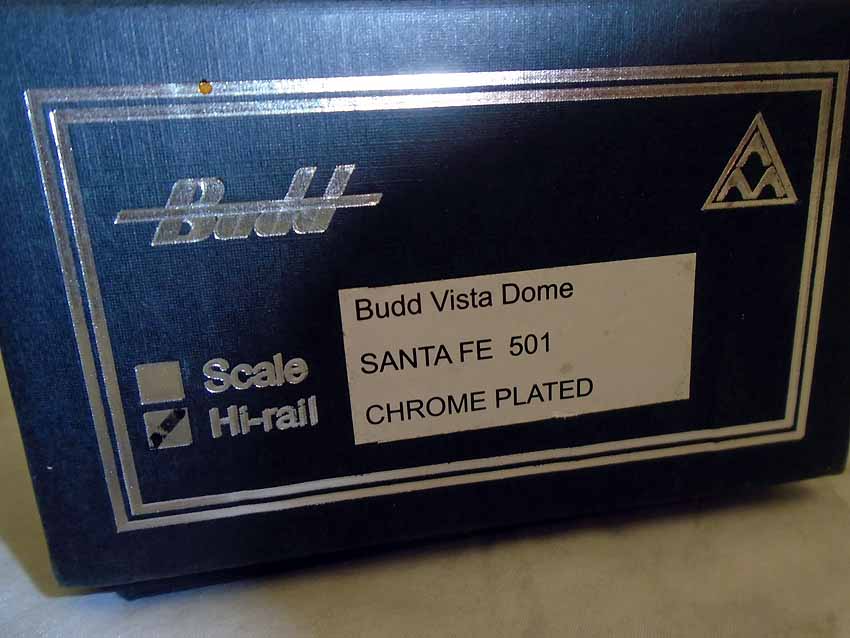 Budd
Budd Vista Dome
SANTA FE 501
CHROME PLATED
Scale
Hi-rail